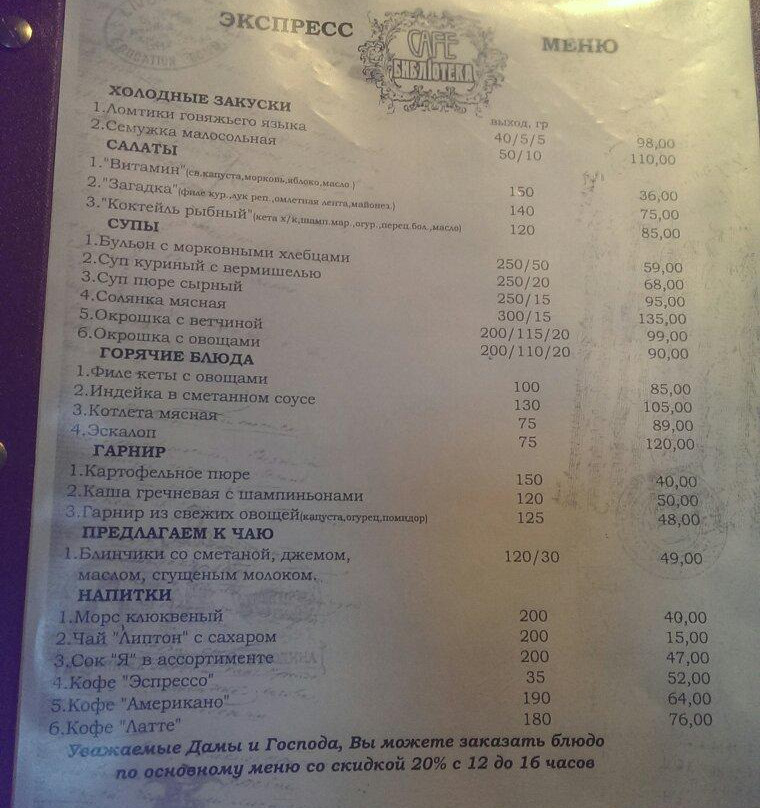 ЭКСПРЕСС CAFE БИБЛІОТЕКА МЕНЮ
ХОЛОДНЫЕ ЗАКУСКИ выход, гр
1.Ломтики говяжьего языка 40/5/5 98,00
2.Семужка малосольная 50/10 110,00
САЛАТЫ
1."Витамин"(св.капуста,морковь,яблоко,масло ) 150 36,00
2."Загадка"(филе кур.,лук реп.,омлетная лента,майонез.) 140 75,00
3."Коктейль рыбный"(кета х/к,шамп.мар.,огур.,перец.бол.,масло) 120 85,00
СУПЫ
1.Бульон с морковными хлебцами 250/50 59,00
2.Суп куриный с вермишелью 250/20 68,00
3.Суп пюре сырный 250/15 95,00
4.Солянка мясная 300/15 135,00
5.Окрошка с ветчиной 200/115/20 99,00
6.Окрошка с овощами 200/110/20 90,00
ГОРЯЧИЕ БЛЮДА
1.Филе кеты с овощами 100 85,00
2.Индейка в сметанном соусе 130 105,00
3.Котлета мясная 75 89,00
4.Эскалоп 75 120,00
ГАРНИР
1.Картофельное пюре 150 40,00
2.Каша гречневая с шампиньонами 120 50,00
3.Гарнир из свежих овощей(капуста,огурец,помидор) 125 48,00
ПРЕДЛАГАЕМ К ЧАЮ
1.Блинчики со сметаной, джемом, 120/30 49,00
маслом, сгущеным молоком.
НАПИТКИ
1.Морс клюквеный 200 40,00
2.Чай "Липтон" с сахаром 200 15,00
3.Сок "Я" в ассортименте 200 47,00
4.Кофе "Эспрессо" 35 52,00
5.Кофе "Американо" 190 64,00
6.Кофе "Латте" 180 76,00
Уважаемые Дамы и Господа, Вы можете заказать блюдо
по основному меню со скидкой 20% с 12 до 16 часов